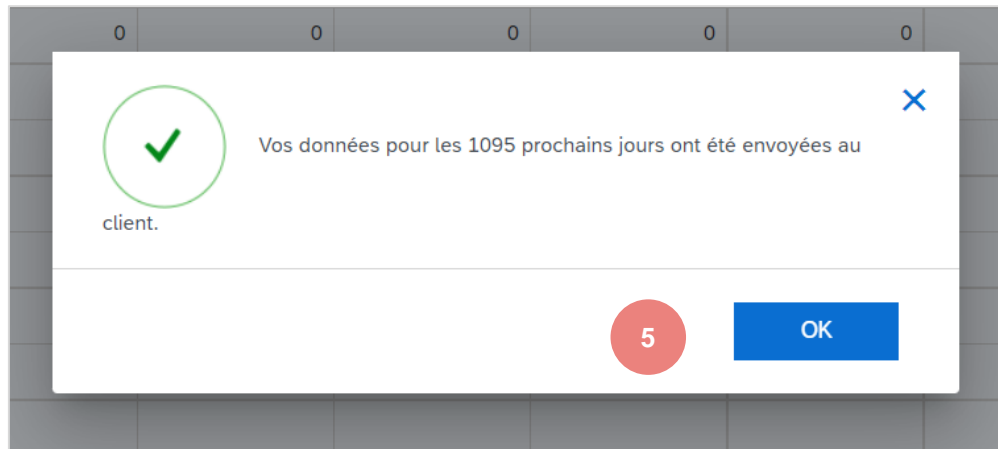 0 0 0 0 0
Vos données pour les 1095 prochains jours ont été envoyées au
client.
5 OK